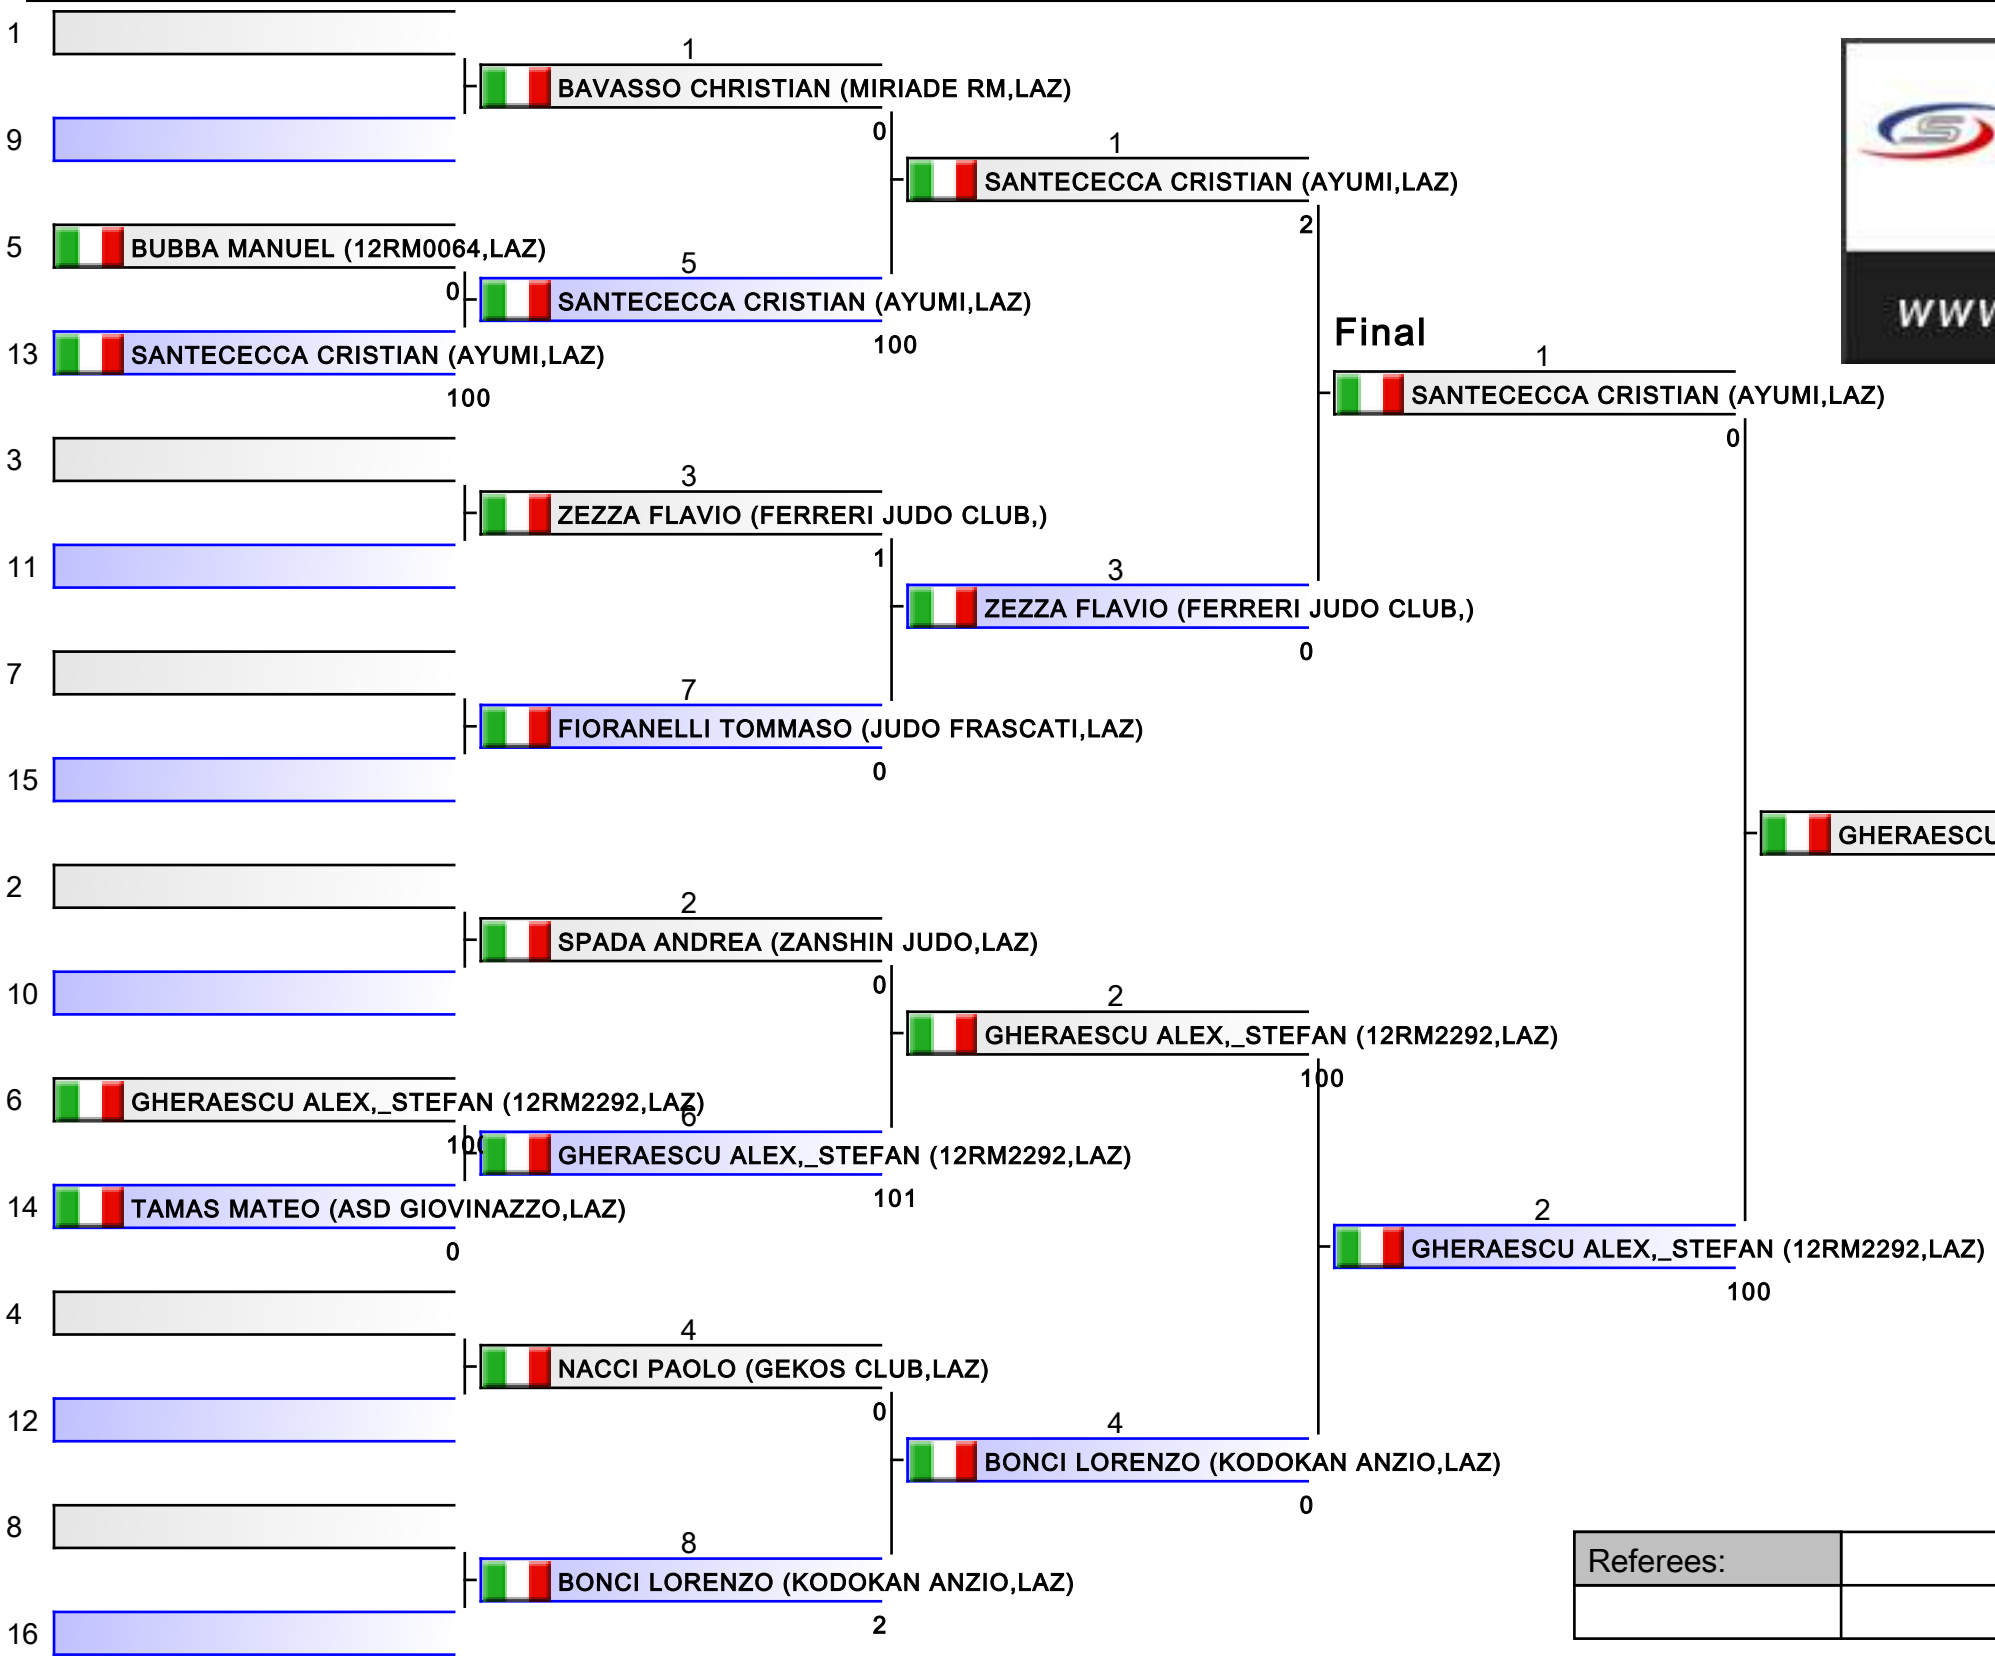 1
1
BAVASSO CHRISTIAN (MIRIADE RM,LAZ)
0
9
1
SANTECECCA CRISTIAN (AYUMI,LAZ)
2
5
BUBBA MANUEL (12RM0064,LAZ)
0
5
SANTECECCA CRISTIAN (AYUMI,LAZ)
100
13
SANTECECCA CRISTIAN (AYUMI,LAZ)
100
Final
1
SANTECECCA CRISTIAN (AYUMI,LAZ)
0
www
3
3
ZEZZA FLAVIO (FERRERI JUDO CLUB,)
1
11
3
ZEZZA FLAVIO (FERRERI JUDO CLUB,)
0
7
7
FIORANELLI TOMMASO (JUDO FRASCATI,LAZ)
0
15
GHERAESCU
2
2
SPADA ANDREA (ZANSHIN JUDO,LAZ)
0
10
2
GHERAESCU ALEX,_STEFAN (12RM2292,LAZ)
100
6
GHERAESCU ALEX,_STEFAN (12RM2292,LAZ)
100
6
GHERAESCU ALEX,_STEFAN (12RM2292,LAZ)
101
14
TAMAS MATEO (ASD GIOVINAZZO,LAZ)
0
2
GHERAESCU ALEX,_STEFAN (12RM2292,LAZ)
100
4
4
NACCI PAOLO (GEKOS CLUB,LAZ)
0
12
4
BONCI LORENZO (KODOKAN ANZIO,LAZ)
0
8
8
BONCI LORENZO (KODOKAN ANZIO,LAZ)
2
16
Referees: